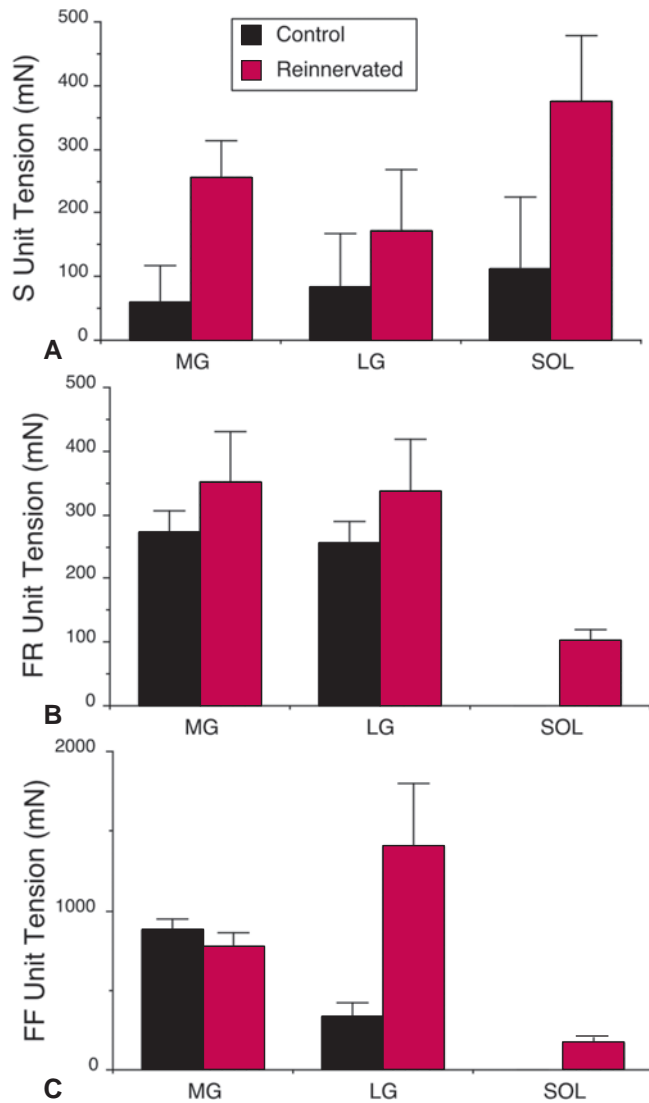 Control
Reinnervated
S Unit Tension (mN)
500
400
300
200
100
0
A
MG LG SOL
FR Unit Tension (mN)
500
400
300
200
100
0
B
MG LG SOL
FF Unit Tension (mN)
2000
1000
0
C
MG LG SOL